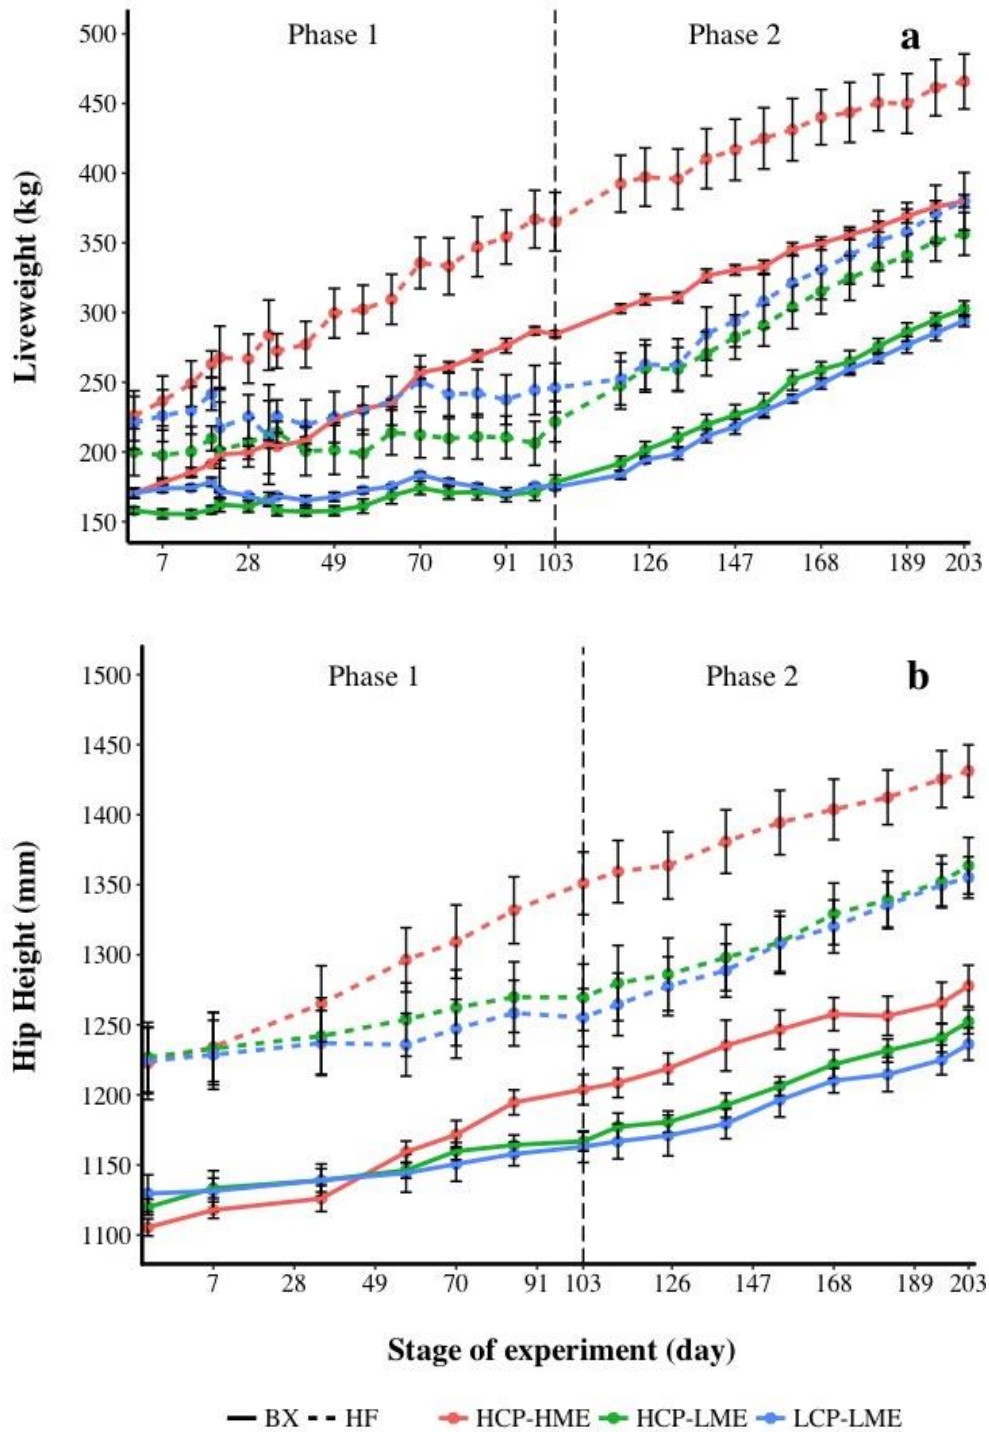 Phase 1
Phase 2
a
500
450
400
350
300
250
200
150
Liveweight (kg)
7 28 49 70 91 103 126 147 168 189 203
Phase 1
Phase 2
b
1500
1450
1400
1350
1300
1250
1200
1150
1100
Hip Height (mm)
7 28 49 70 91 103 126 147 168 189 203
Stage of experiment (day)
BX HF HCP-HME HCP-LME LCP-LME